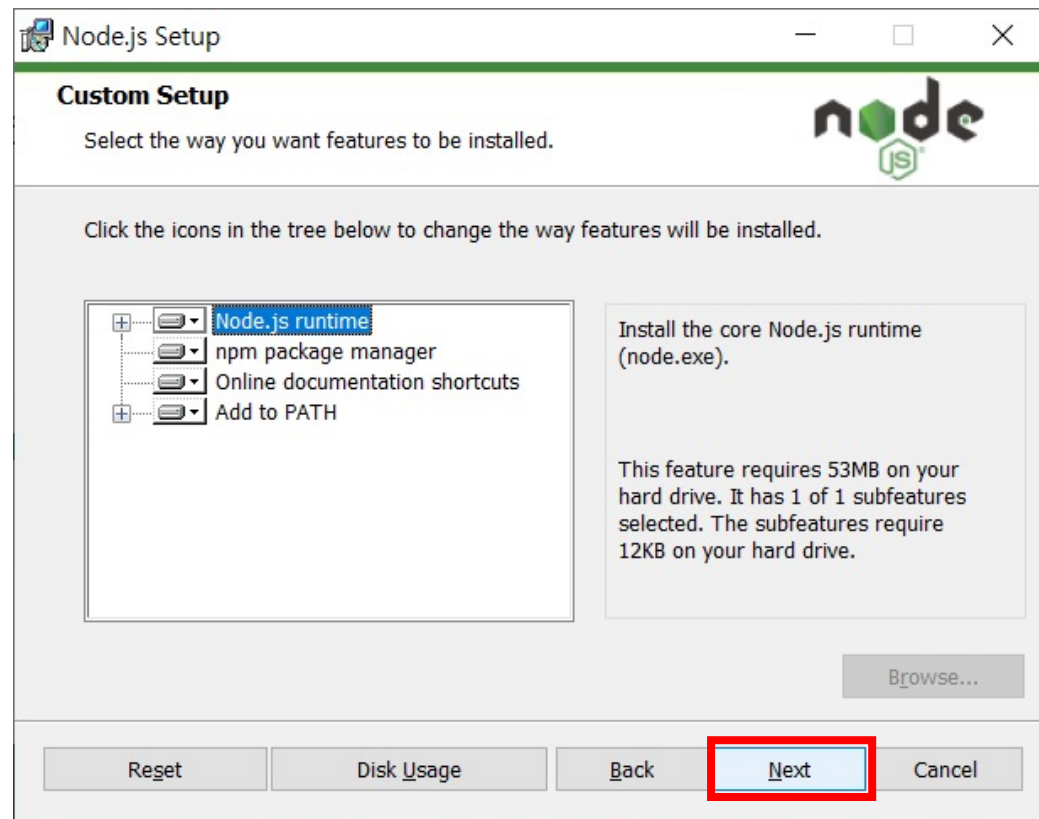 Node.js Setup
Custom Setup
Select the way you want features to be installed.
node
JS
Click the icons in the tree below to change the way features will be installed.
Node.js runtime
npm package manager
Online documentation shortcuts
Add to PATH
Install the core Node.js runtime
(node.exe).
This feature requires 53MB on your
hard drive. It has 1 of 1 subfeatures
selected. The subfeatures require
12KB on your hard drive.
Browse...
Reset
Disk Usage
Back
Next
Cancel